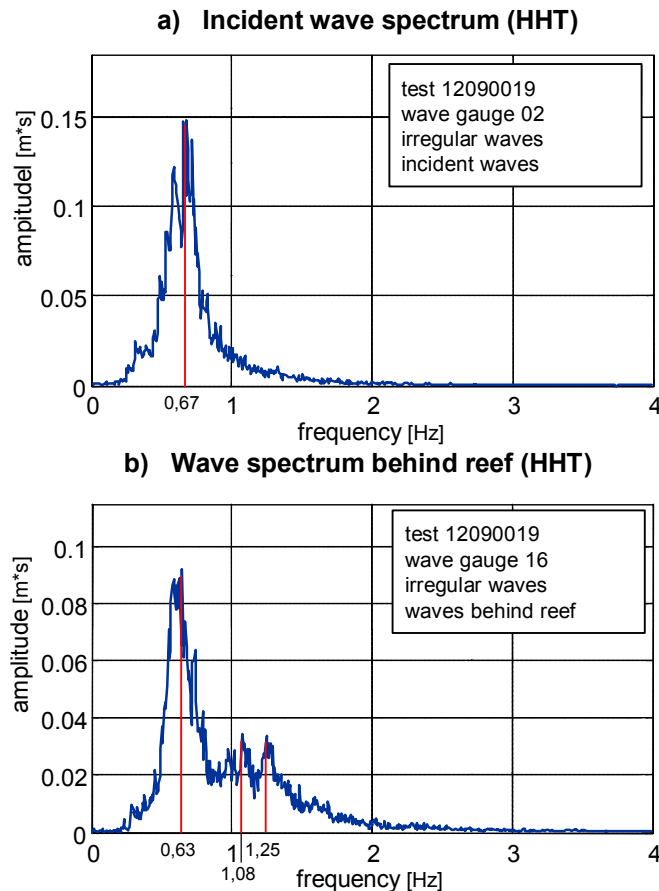 a) Incident wave spectrum (HHT)
test 12090019
wave gauge 02
irregular waves
incident waves
ampitudel [m*s]
0.15
0.1
0.05
0
0 1 2 3 4
0,67
frequency [Hz]
b) Wave spectrum behind reef (HHT)
test 12090019
wave gauge 16
irregular waves
waves behind reef
amplitude [m*s]
0.1
0.08
0.06
0.04
0.02
0
0 1 2 3 4
0,63 1,25
1,08
frequency [Hz]